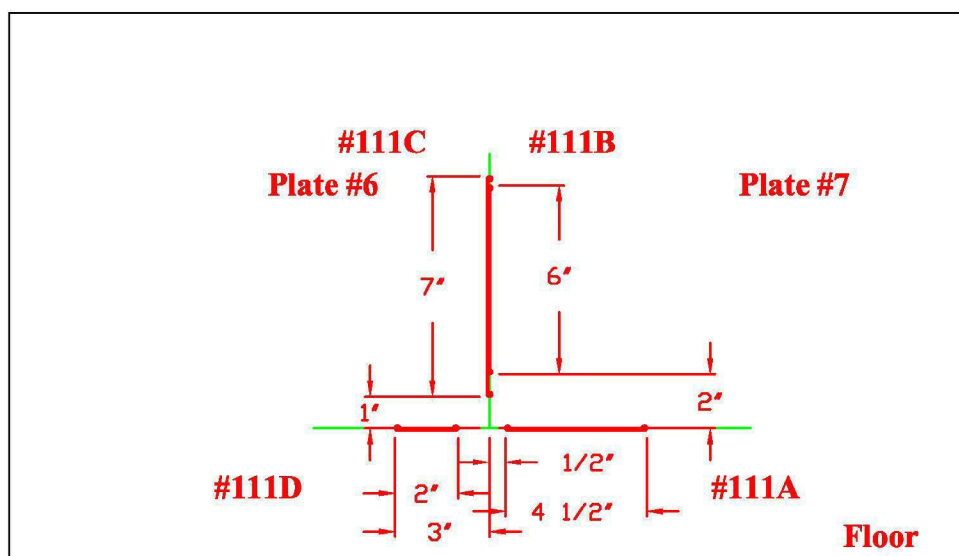 #111C #111B
Plate #6 Plate #7
7" 6"
1" 2"
1/2"
#111D 2" 4 1/2" #111A
3" Floor